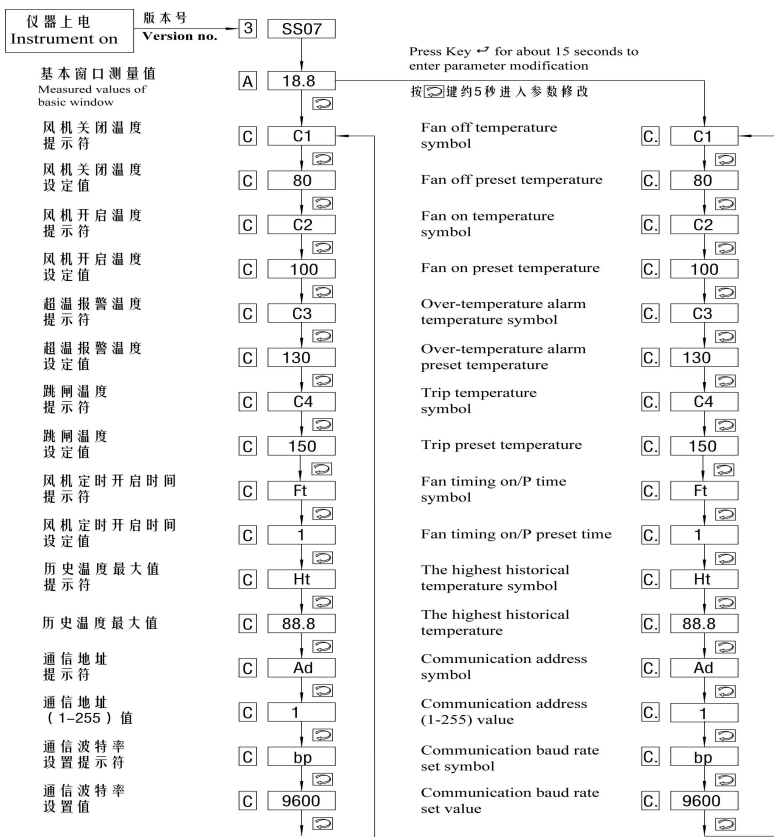 仪器上电
Instrument on
版本号
Version no.
3 SS07
Press Key ↵ for about 15 seconds to
enter parameter modification
按键约5秒进入参数修改
基本窗口测量值
Measured values of
basic window
A 18.8
风机关闭温度
提示符
C C1
Fan off temperature
symbol
C. C1
风机关闭温度
设定值
C 80
Fan off preset temperature
C. 80
风机开启温度
提示符
C C2
Fan on temperature
symbol
C. C2
风机开启温度
设定值
C 100
Fan on preset temperature
C. 100
超温报警温度
提示符
C C3
Over-temperature alarm
temperature symbol
C. C3
超温报警温度
设定值
C 130
Over-temperature alarm
preset temperature
C. 130
跳闸温度
提示符
C C4
Trip temperature
symbol
C. C4
跳闸温度
设定值
C 150
Trip preset temperature
C. 150
风机定时开启时间
提示符
C Ft
Fan timing on/P time
symbol
C. Ft
风机定时开启时间
设定值
C 1
Fan timing on/P preset time
C. 1
历史温度最大值
提示符
C Ht
The highest historical
temperature symbol
C. Ht
历史温度最大值
C 88.8
The highest historical
temperature
C. 88.8
通信地址
提示符
C Ad
Communication address
symbol
C. Ad
通信地址
（1-255）值
C 1
Communication address
(1-255) value
C. 1
通信波特率
设置提示符
C bp
Communication baud rate
set symbol
C. bp
通信波特率
设置值
C 9600
Communication baud rate
set value
C. 9600